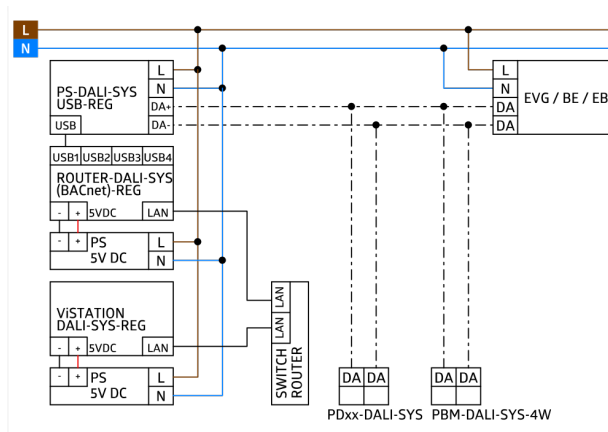 L
N
PS-DALI-SYS
USB-REG
L
N
DA+
DA-
USB
USB1 USB2 USB3 USB4
ROUTER-DALI-SYS
(BACnet)-REG
- + 5VDC LAN
- + PS
5V DC
L
N
ViSTATION
DALI-SYS-REG
- + 5VDC LAN
- + PS
5V DC
L
N
LAN
LAN
SWITCH
ROUTER
L
N
DA
DA
EVG / BE / EB
DA DA
PDxx-DALI-SYS
DA DA
PBM-DALI-SYS-4W